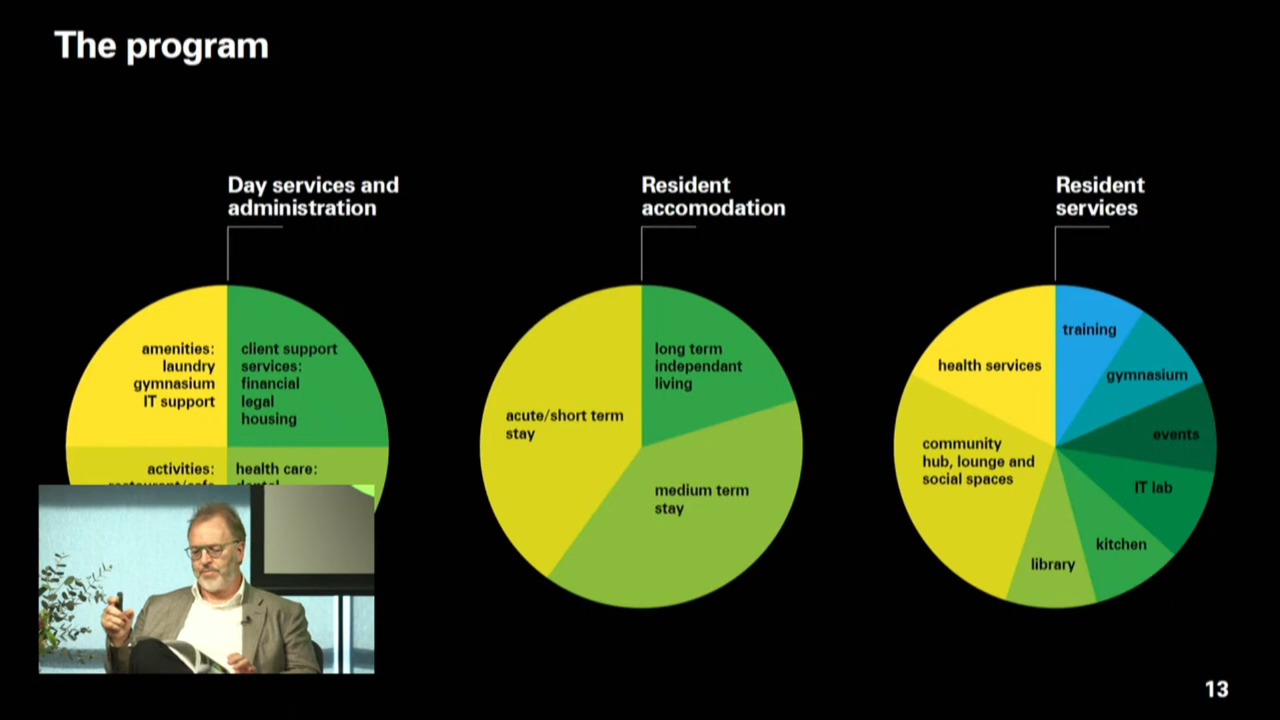 The program
Day services and
administration
amenities:
laundry
gymnasium
IT support
client support
services:
financial
legal
housing
activities:
health care:
Resident
accomodation
long term
independant
living
acute/short term
stay
medium term
stay
Resident
services
training
health services
gymnasium
events
community
hub, lounge and
social spaces
IT lab
kitchen
library
13